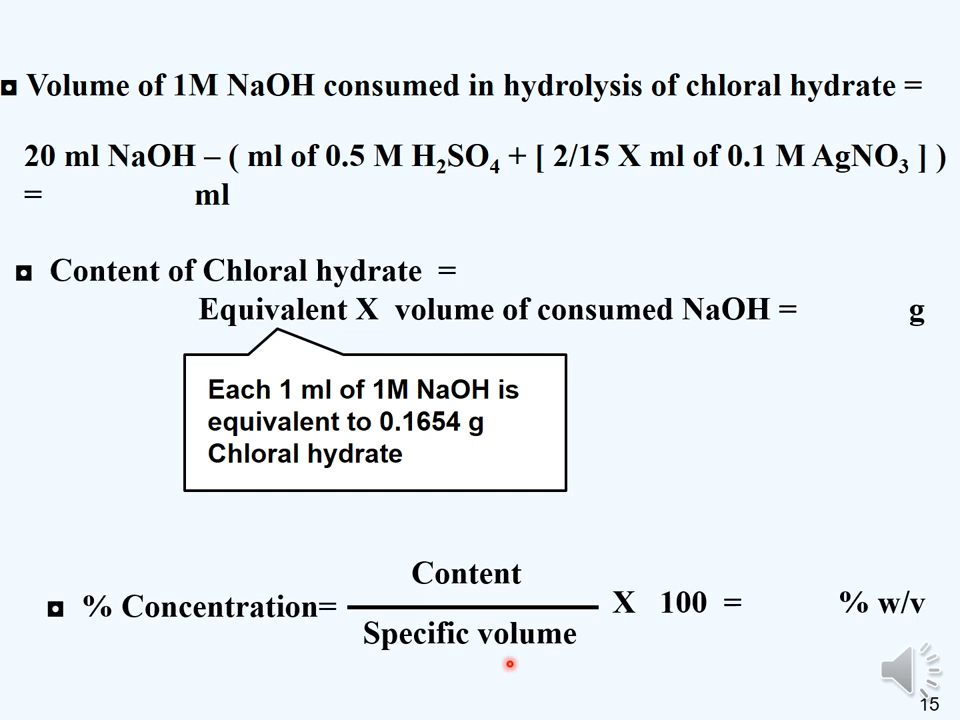 ◘ Volume of 1M NaOH consumed in hydrolysis of chloral hydrate =
20 ml NaOH – ( ml of 0.5 M H₂SO₄ + [ 2/15 X ml of 0.1 M AgNO₃ ] )
= ml
◘ Content of Chloral hydrate =
Equivalent X volume of consumed NaOH = g
Each 1 ml of 1M NaOH is
equivalent to 0.1654 g
Chloral hydrate
Content
◘ % Concentration= X 100 = % w/v
Specific volume
15